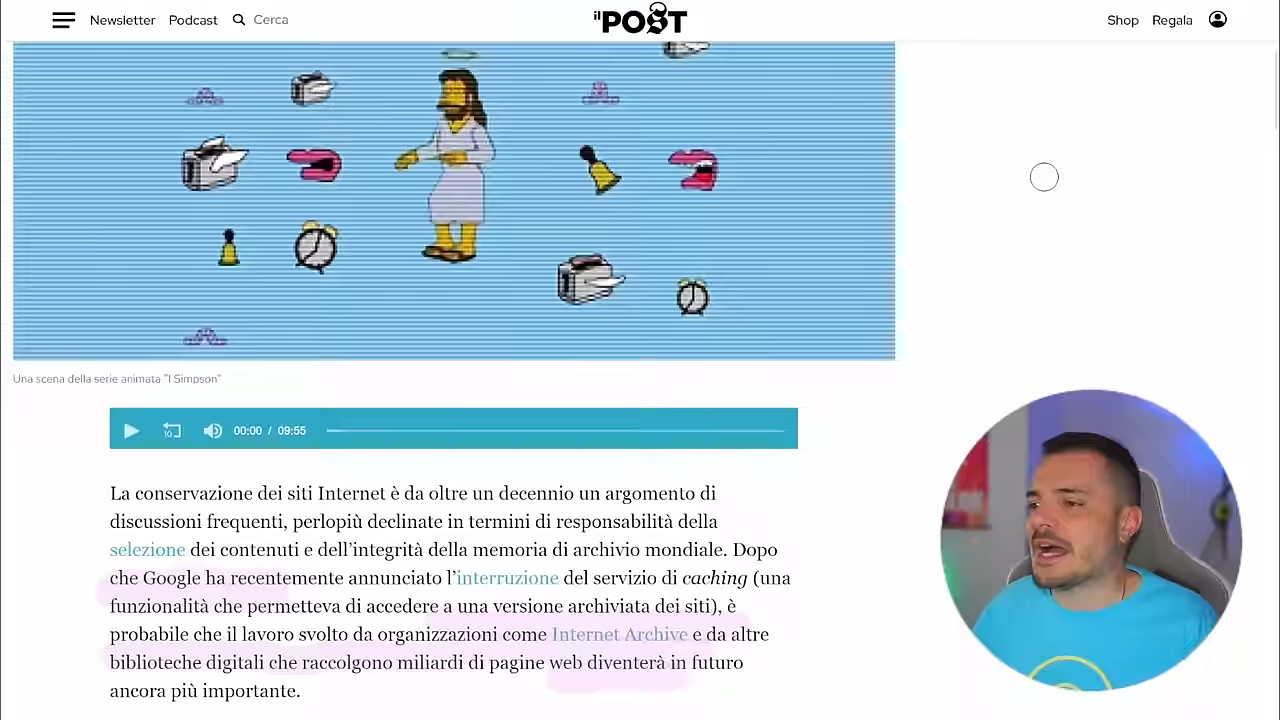 Newsletter Podcast Cerca il POST Shop Regala
Una scena della serie animata "I Simpson"
10 00:00 / 09:55
La conservazione dei siti Internet è da oltre un decennio un argomento di
discussioni frequenti, perlopiù declinate in termini di responsabilità della
selezione dei contenuti e dell’integrità della memoria di archivio mondiale. Dopo
che Google ha recentemente annunciato l’interruzione del servizio di caching (una
funzionalità che permetteva di accedere a una versione archiviata dei siti), è
probabile che il lavoro svolto da organizzazioni come Internet Archive e da altre
biblioteche digitali che raccolgono miliardi di pagine web diventerà in futuro
ancora più importante.